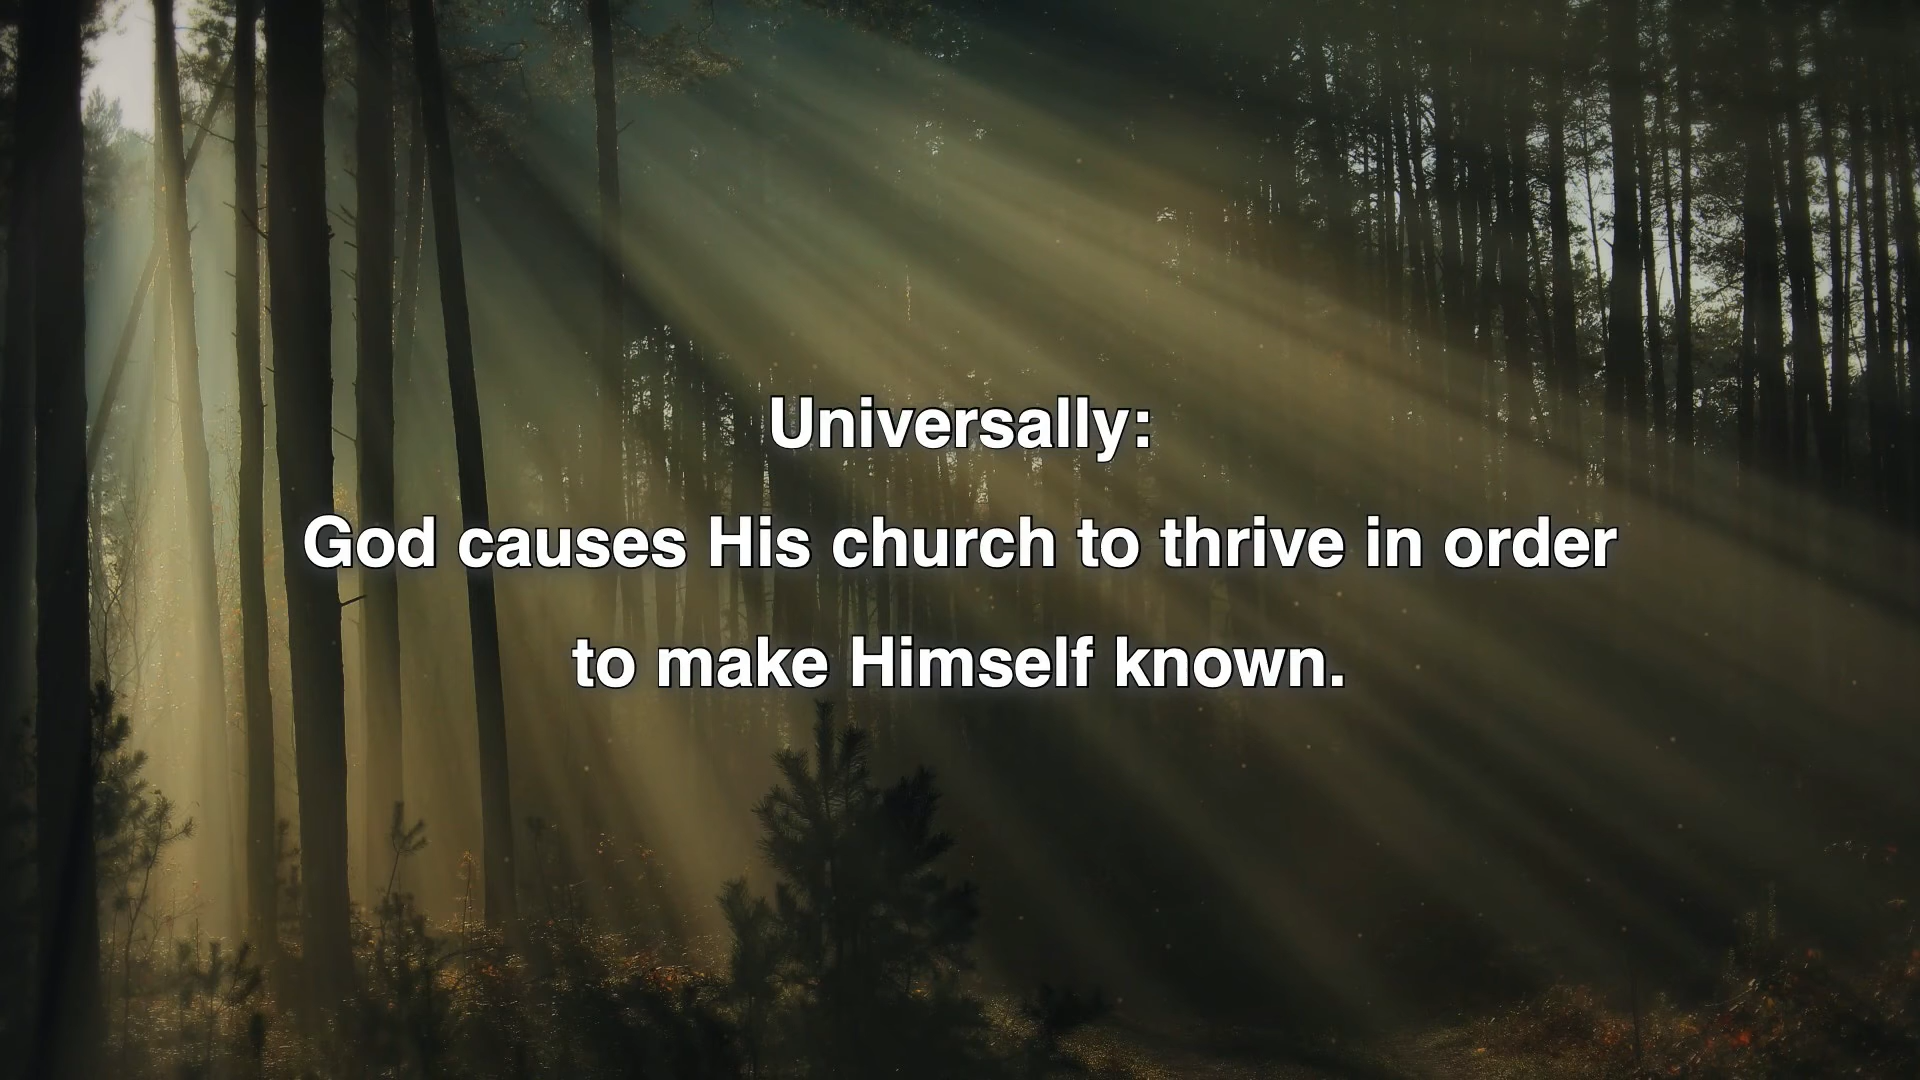 Universally:
God causes His church to thrive in order
to make Himself known.